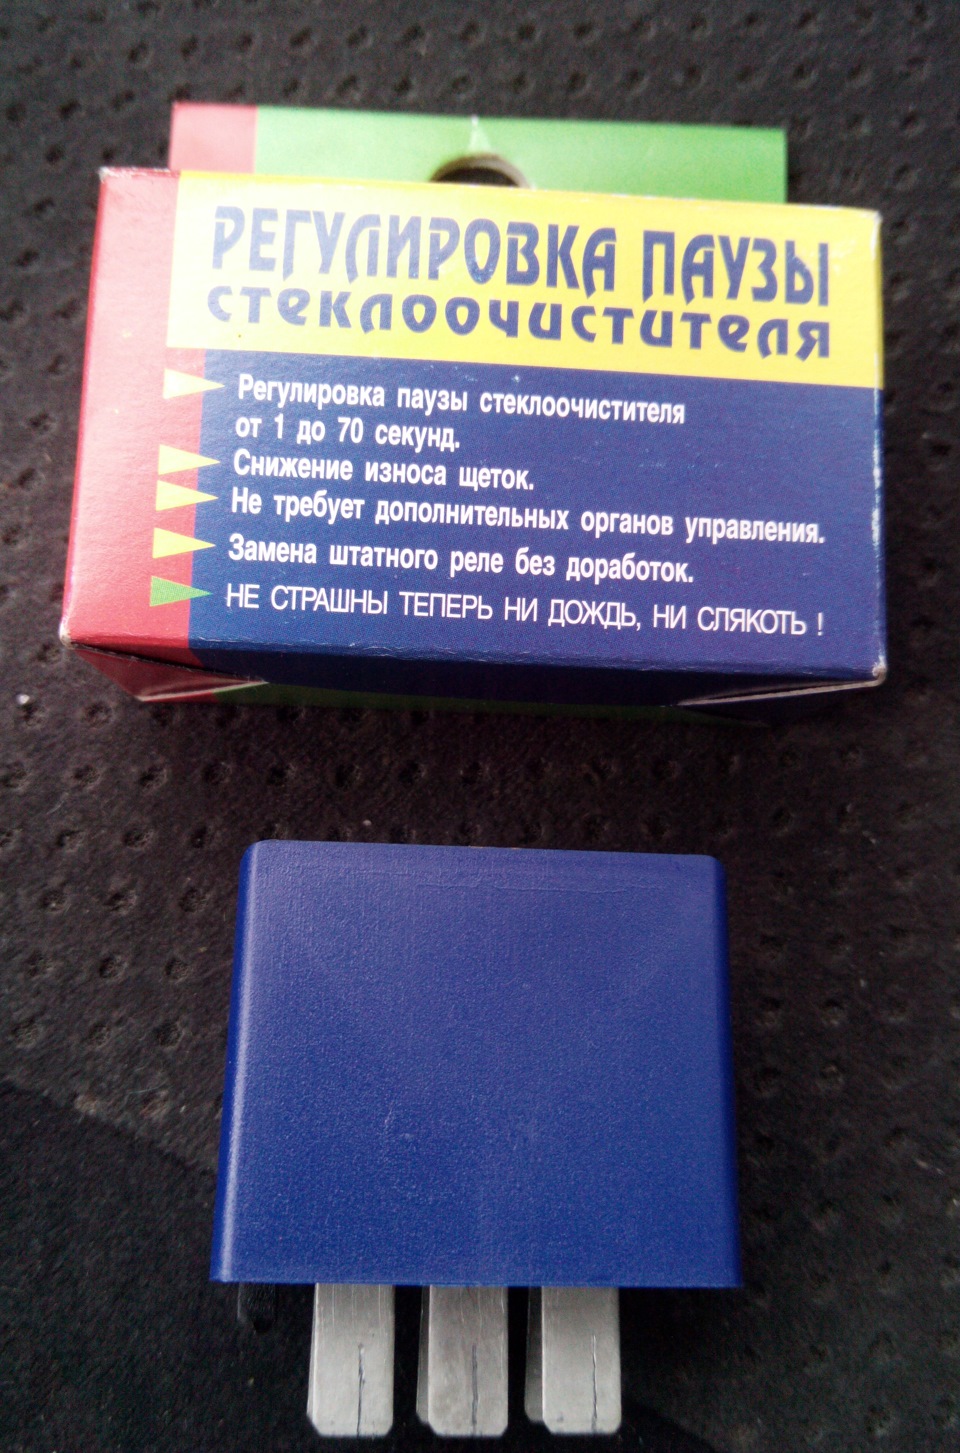 РЕГУЛИРОВКА ПАУЗЫ
стеклоочистителя
Регулировка паузы стеклоочистителя
от 1 до 70 секунд.
Снижение износа щеток.
Не требует дополнительных органов управления.
Замена штатного реле без доработок.
НЕ СТРАШНЫ ТЕПЕРЬ НИ ДОЖДЬ, НИ СЛЯКОТЬ !